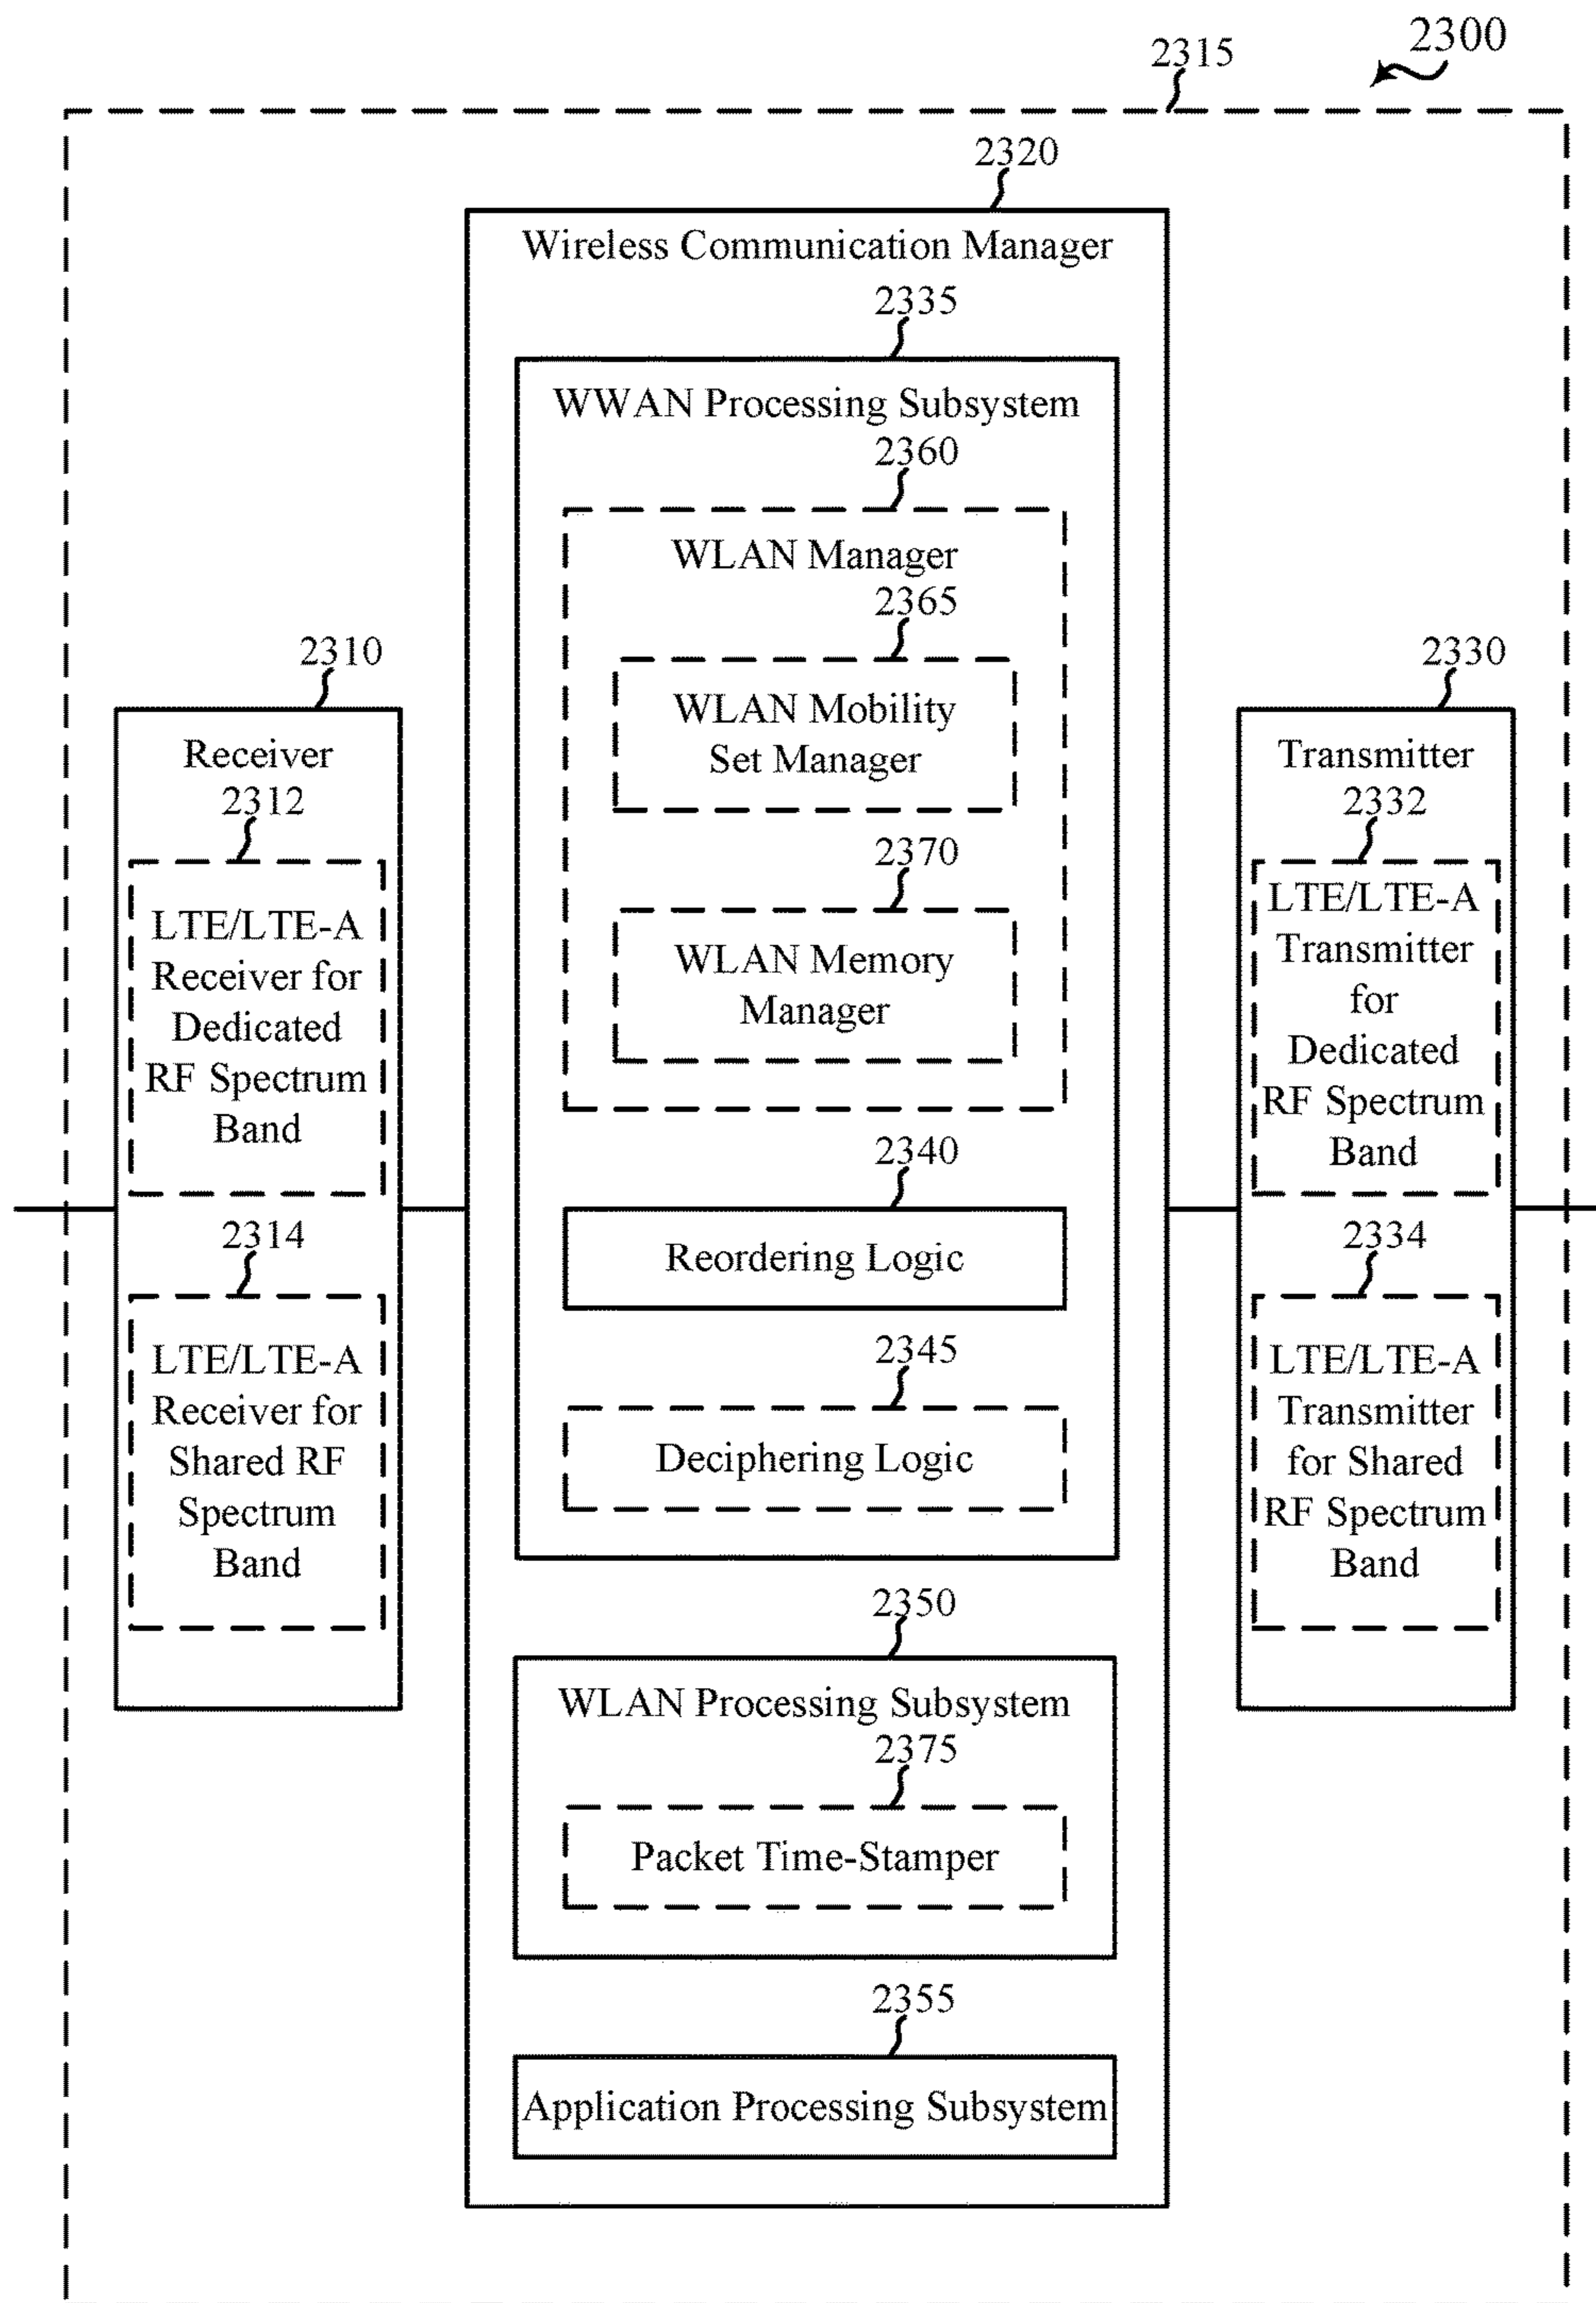 2300
2315
2320
Wireless Communication Manager
2335
WWAN Processing Subsystem
2360
WLAN Manager
2365
WLAN Mobility
Set Manager
2370
WLAN Memory
Manager
2340
Reordering Logic
2345
Deciphering Logic
2350
WLAN Processing Subsystem
2375
Packet Time-Stamper
2355
Application Processing Subsystem
2310
Receiver
2312
LTE/LTE-A
Receiver for
Dedicated
RF Spectrum
Band
2314
LTE/LTE-A
Receiver for
Shared RF
Spectrum
Band
2330
Transmitter
2332
LTE/LTE-A
Transmitter
for
Dedicated
RF Spectrum
Band
2334
LTE/LTE-A
Transmitter
for Shared
RF Spectrum
Band